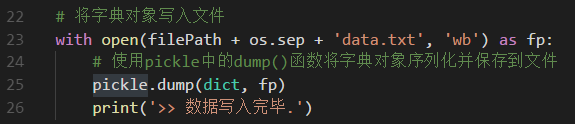 22 # 将字典对象写入文件
23 with open(filePath + os.sep + 'data.txt', 'wb') as fp:
24 # 使用pickle中的dump()函数将字典对象序列化并保存到文件
25 pickle.dump(dict, fp)
26 print('>> 数据写入完毕.')